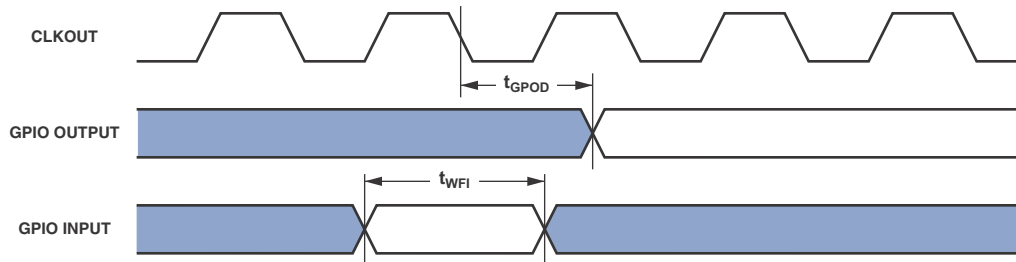 CLKOUT
tGPOD
GPIO OUTPUT
tWFI
GPIO INPUT